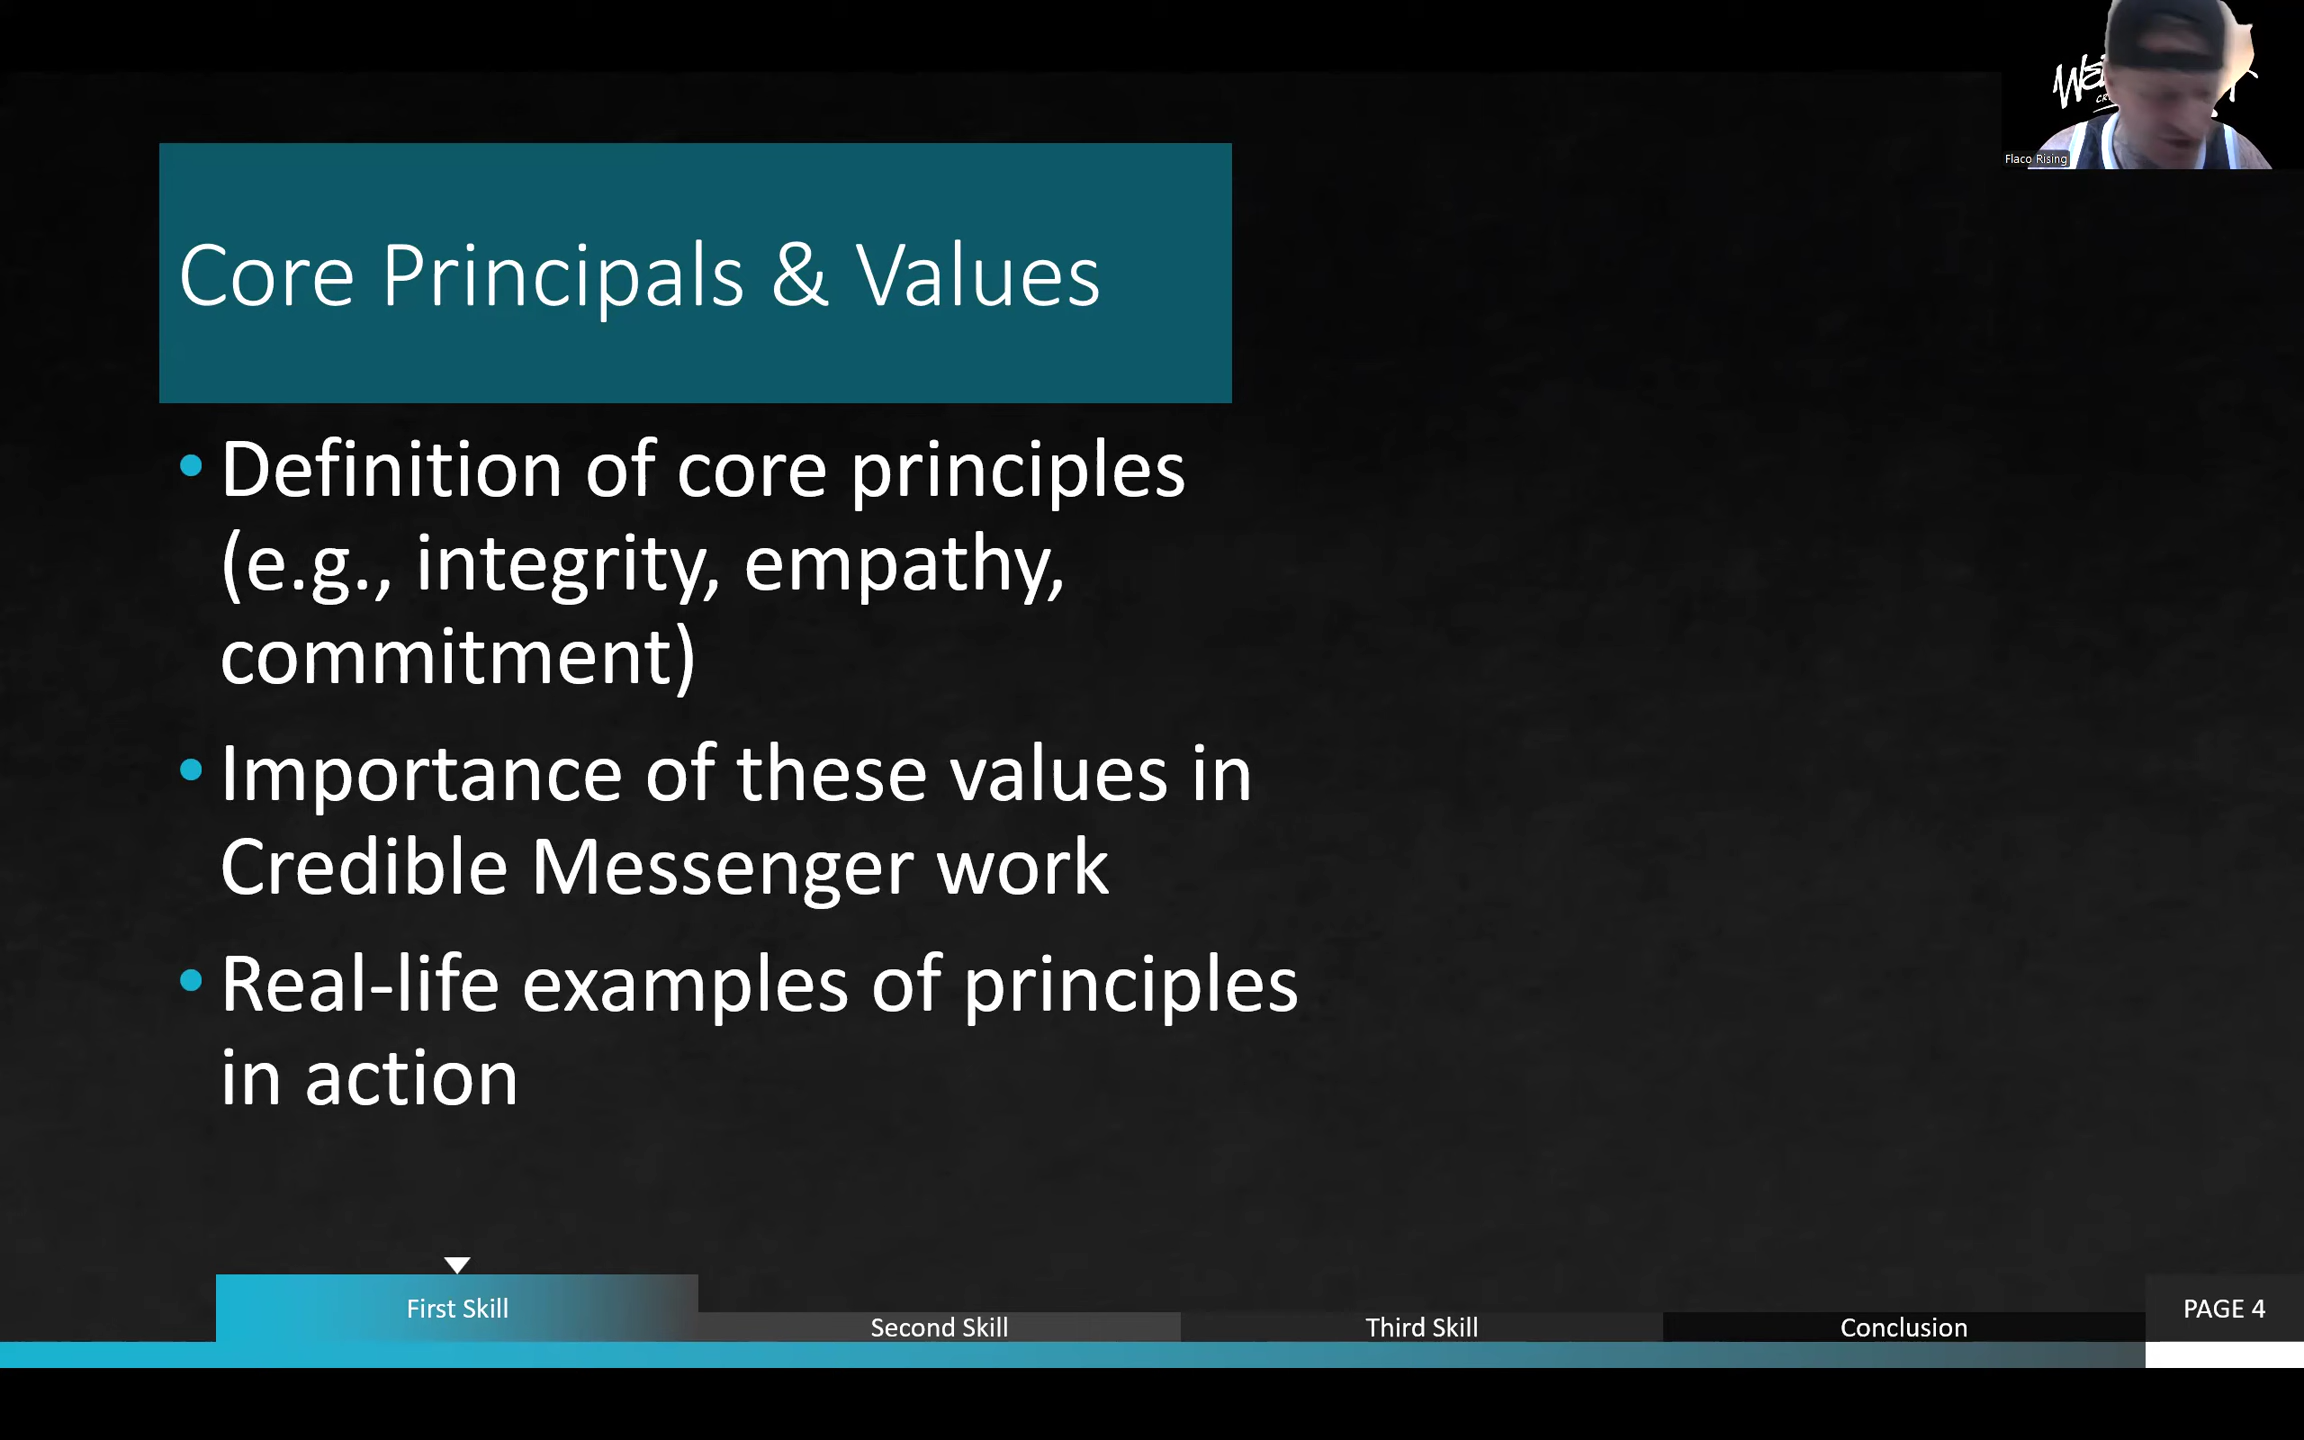 Flaco Rising
Core Principals & Values
• Definition of core principles
(e.g., integrity, empathy,
commitment)
• Importance of these values in
Credible Messenger work
• Real-life examples of principles
in action
First Skill
Second Skill
Third Skill
Conclusion
PAGE 4